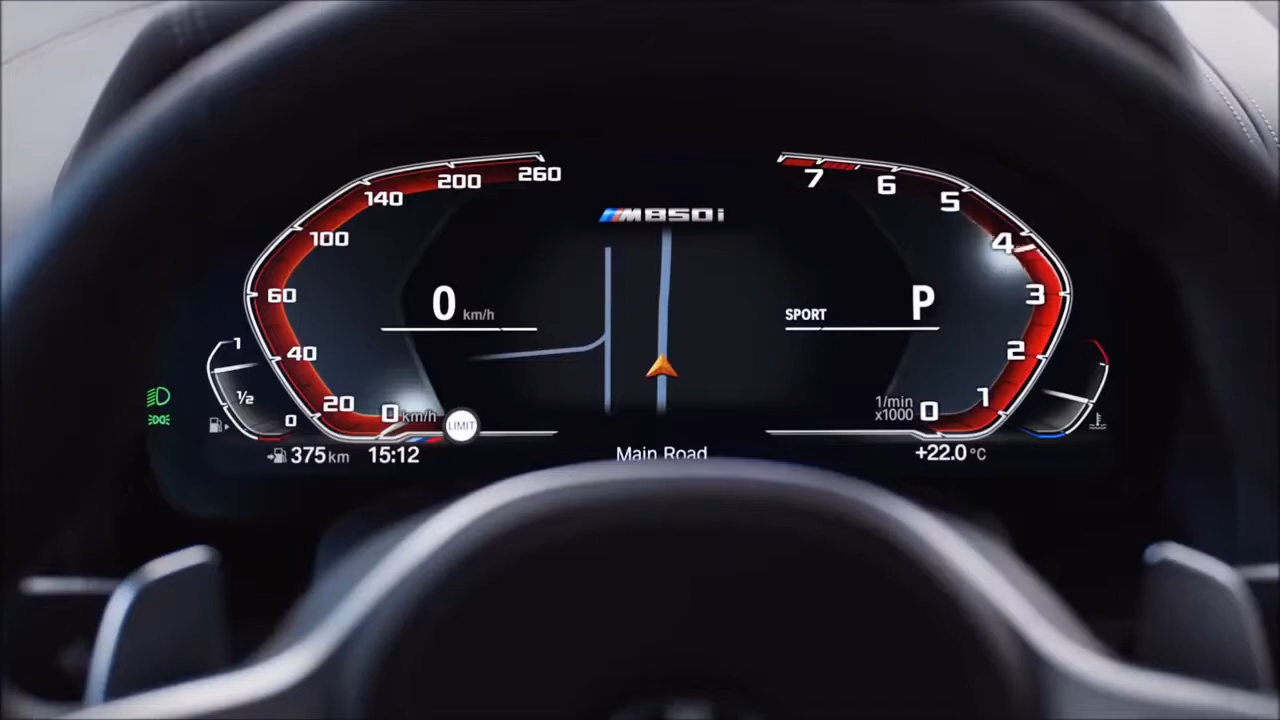 260
200
140
100
60
40
20
0 km/h
M850i
7
6
5
4
3
2
1
0
1/min
x1000
0 km/h
SPORT
P
1
1/2
0
LIMIT
375 km
15:12
Main Road
+22.0 °C